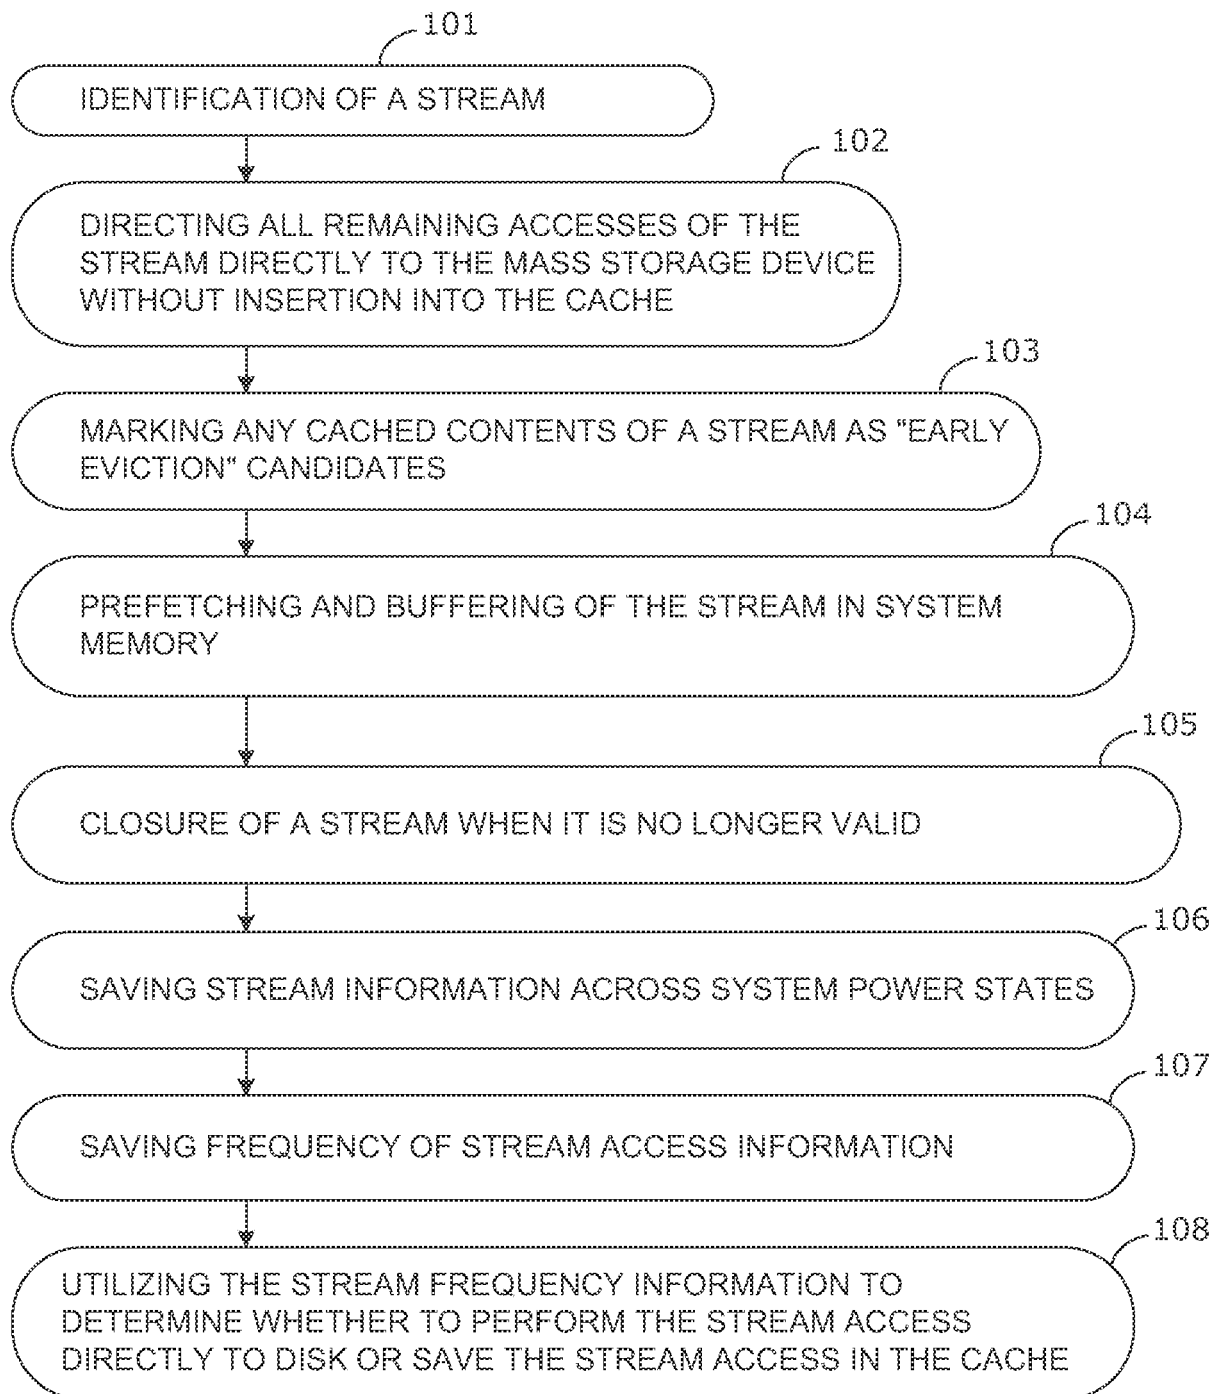 101
IDENTIFICATION OF A STREAM
102
DIRECTING ALL REMAINING ACCESSES OF THE
STREAM DIRECTLY TO THE MASS STORAGE DEVICE
WITHOUT INSERTION INTO THE CACHE
103
MARKING ANY CACHED CONTENTS OF A STREAM AS "EARLY
EVICTION" CANDIDATES
104
PREFETCHING AND BUFFERING OF THE STREAM IN SYSTEM
MEMORY
105
CLOSURE OF A STREAM WHEN IT IS NO LONGER VALID
106
SAVING STREAM INFORMATION ACROSS SYSTEM POWER STATES
107
SAVING FREQUENCY OF STREAM ACCESS INFORMATION
108
UTILIZING THE STREAM FREQUENCY INFORMATION TO
DETERMINE WHETHER TO PERFORM THE STREAM ACCESS
DIRECTLY TO DISK OR SAVE THE STREAM ACCESS IN THE CACHE